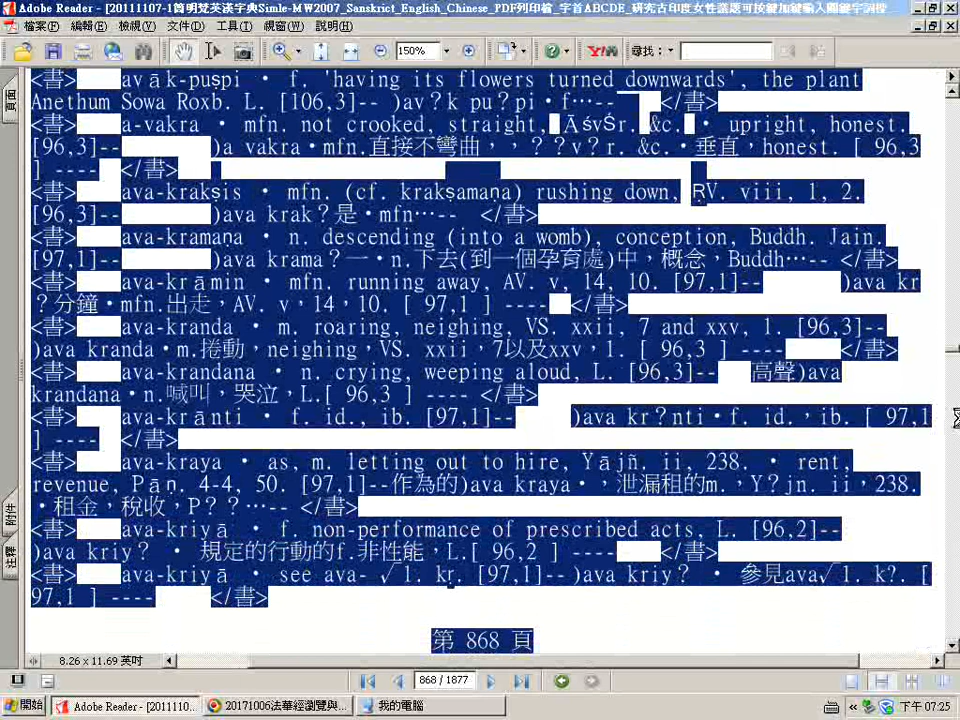 Adobe Reader - [20111107-1簡明梵英漢字典Simle-MW2007_Sanskrict_English_Chinese_PDF列印檔_字首ABCDE_研究古印度女性議題可按鍵加鍵輸入關鍵字詞搜
檔案(F) 編輯(E) 檢視(V) 文件(D) 工具(T) 視窗(W) 說明(H)
150% Y! 尋找：
頁面
附件
註釋
<書> avāk-puṣpi • f. 'having its flowers turned downwards', the plant
Anethum Sowa Roxb. L. [106,3]-- )av?k pu?pi•f…-- </書>
<書> a-vakra • mfn. not crooked, straight, ĀśvŚr. &c. • upright, honest.
[96,3]-- )a vakra•mfn.直接不彎曲，，??v?r. &c.•垂直，honest. [ 96,3
] ---- </書>
<書> ava-krakṣis • mfn. (cf. krakṣamaṇa) rushing down, ṚV. viii, 1, 2.
[96,3]-- )ava krak?是•mfn…-- </書>
<書> ava-kramaṇa • n. descending (into a womb), conception, Buddh. Jain.
[97,1]-- )ava krama?一•n.下去(到一個孕育處)中，概念，Buddh…-- </書>
<書> ava-krāmin • mfn. running away, AV. v, 14, 10. [97,1]-- )ava kr
?分鐘•mfn.出走，AV. v，14，10. [ 97,1 ] ---- </書>
<書> ava-kranda • m. roaring, neighing, VS. xxii, 7 and xxv, 1. [96,3]--
)ava kranda•m.捲動，neighing，VS. xxii，7以及xxv，1. [ 96,3 ] ---- </書>
<書> ava-krandana • n. crying, weeping aloud, L. [96,3]-- 高聲)ava
krandana•n.喊叫，哭泣，L.[ 96,3 ] ---- </書>
<書> ava-krānti • f. id., ib. [97,1]-- )ava kr?nti•f. id.，ib. [ 97,1
] ---- </書>
<書> ava-kraya • as, m. letting out to hire, Yājñ. ii, 238. • rent,
revenue, Pāṇ. 4-4, 50. [97,1]--作為的)ava kraya•，泄漏租的m.，Y?jn. ii，238.
•租金，稅收，P??…-- </書>
<書> ava-kriyā • f. non-performance of prescribed acts, L. [96,2]--
)ava kriy? • 規定的行動的f.非性能，L.[ 96,2 ] ---- </書>
<書> ava-kriyā • see ava- √1. kṛ. [97,1]-- )ava kriy? • 參見ava√1. k?. [
97,1 ] ---- </書>
第 868 頁
8.26 x 11.69 英吋
868 / 1877
開始 Adobe Reader - [2011110... 20171006法華經瀏覽與... 我的電腦 下午 07:25